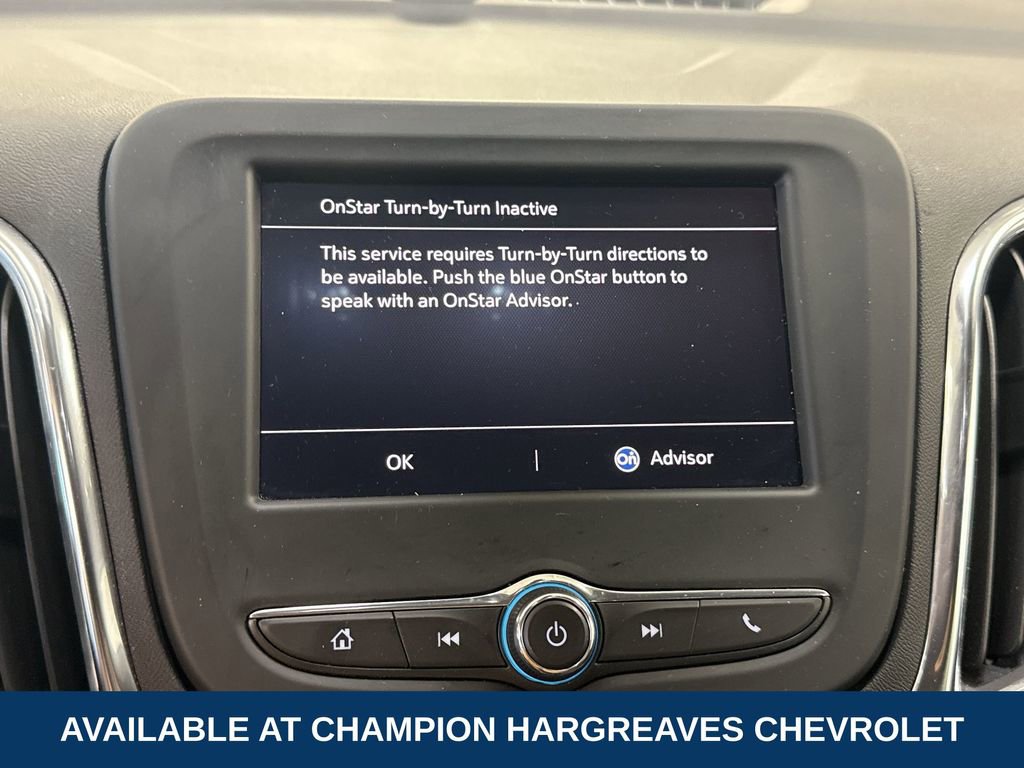 OnStar Turn-by-Turn Inactive
This service requires Turn-by-Turn directions to
be available. Push the blue OnStar button to
speak with an OnStar Advisor.
OK | On Advisor
AVAILABLE AT CHAMPION HARGREAVES CHEVROLET